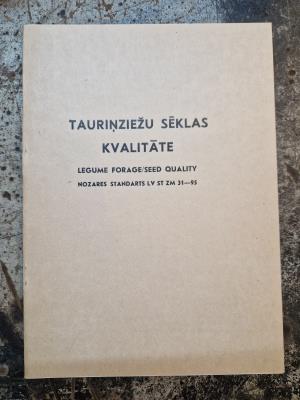 TAURIŅZIEŽU SĒKLAS
KVALITĀTE
LEGUME FORAGE/SEED QUALITY
NOZARES STANDARTS LV ST ZM 31—95